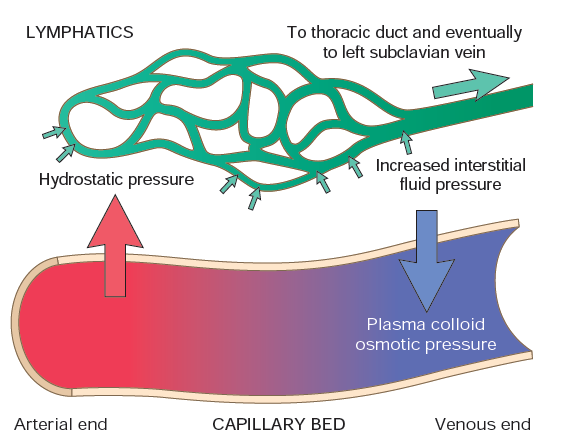 LYMPHATICS
To thoracic duct and eventually
to left subclavian vein
Hydrostatic pressure
Increased interstitial
fluid pressure
Plasma colloid
osmotic pressure
Arterial end
CAPILLARY BED
Venous end